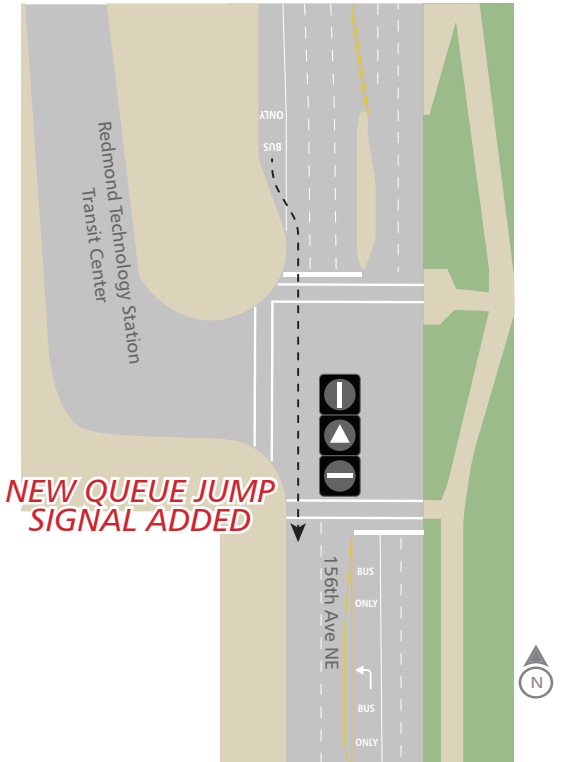 ONLY
BUS
Redmond Technology Station
Transit Center
NEW QUEUE JUMP
SIGNAL ADDED
156th Ave NE
BUS
ONLY
BUS
ONLY
N